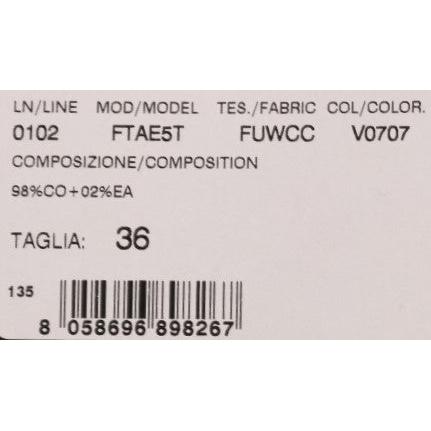 LN/LINE MOD/MODEL TES./FABRIC COL/COLOR.
0102 FTAE5T FUWCC V0707
COMPOSIZIONE/COMPOSITION
98%CO+02%EA
TAGLIA: 36
135
8 058696 898267